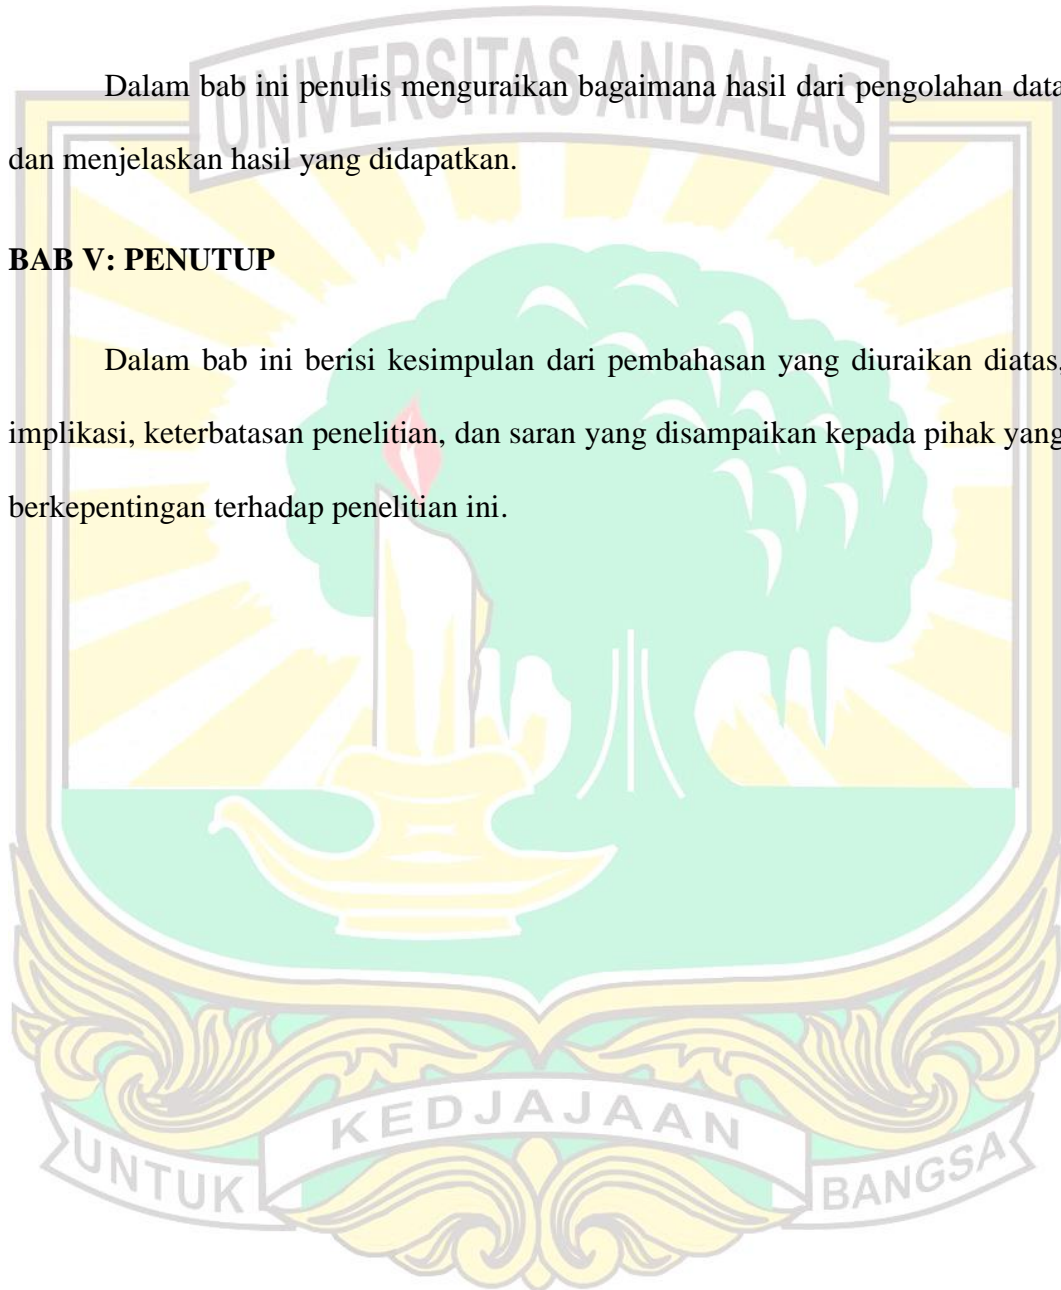 UNIVERSITAS ANDALAS
Dalam bab ini penulis menguraikan bagaimana hasil dari pengolahan data
dan menjelaskan hasil yang didapatkan.
BAB V: PENUTUP
Dalam bab ini berisi kesimpulan dari pembahasan yang diuraikan diatas,
implikasi, keterbatasan penelitian, dan saran yang disampaikan kepada pihak yang
berkepentingan terhadap penelitian ini.
UNTUK KEDJAJAAN BANGSA